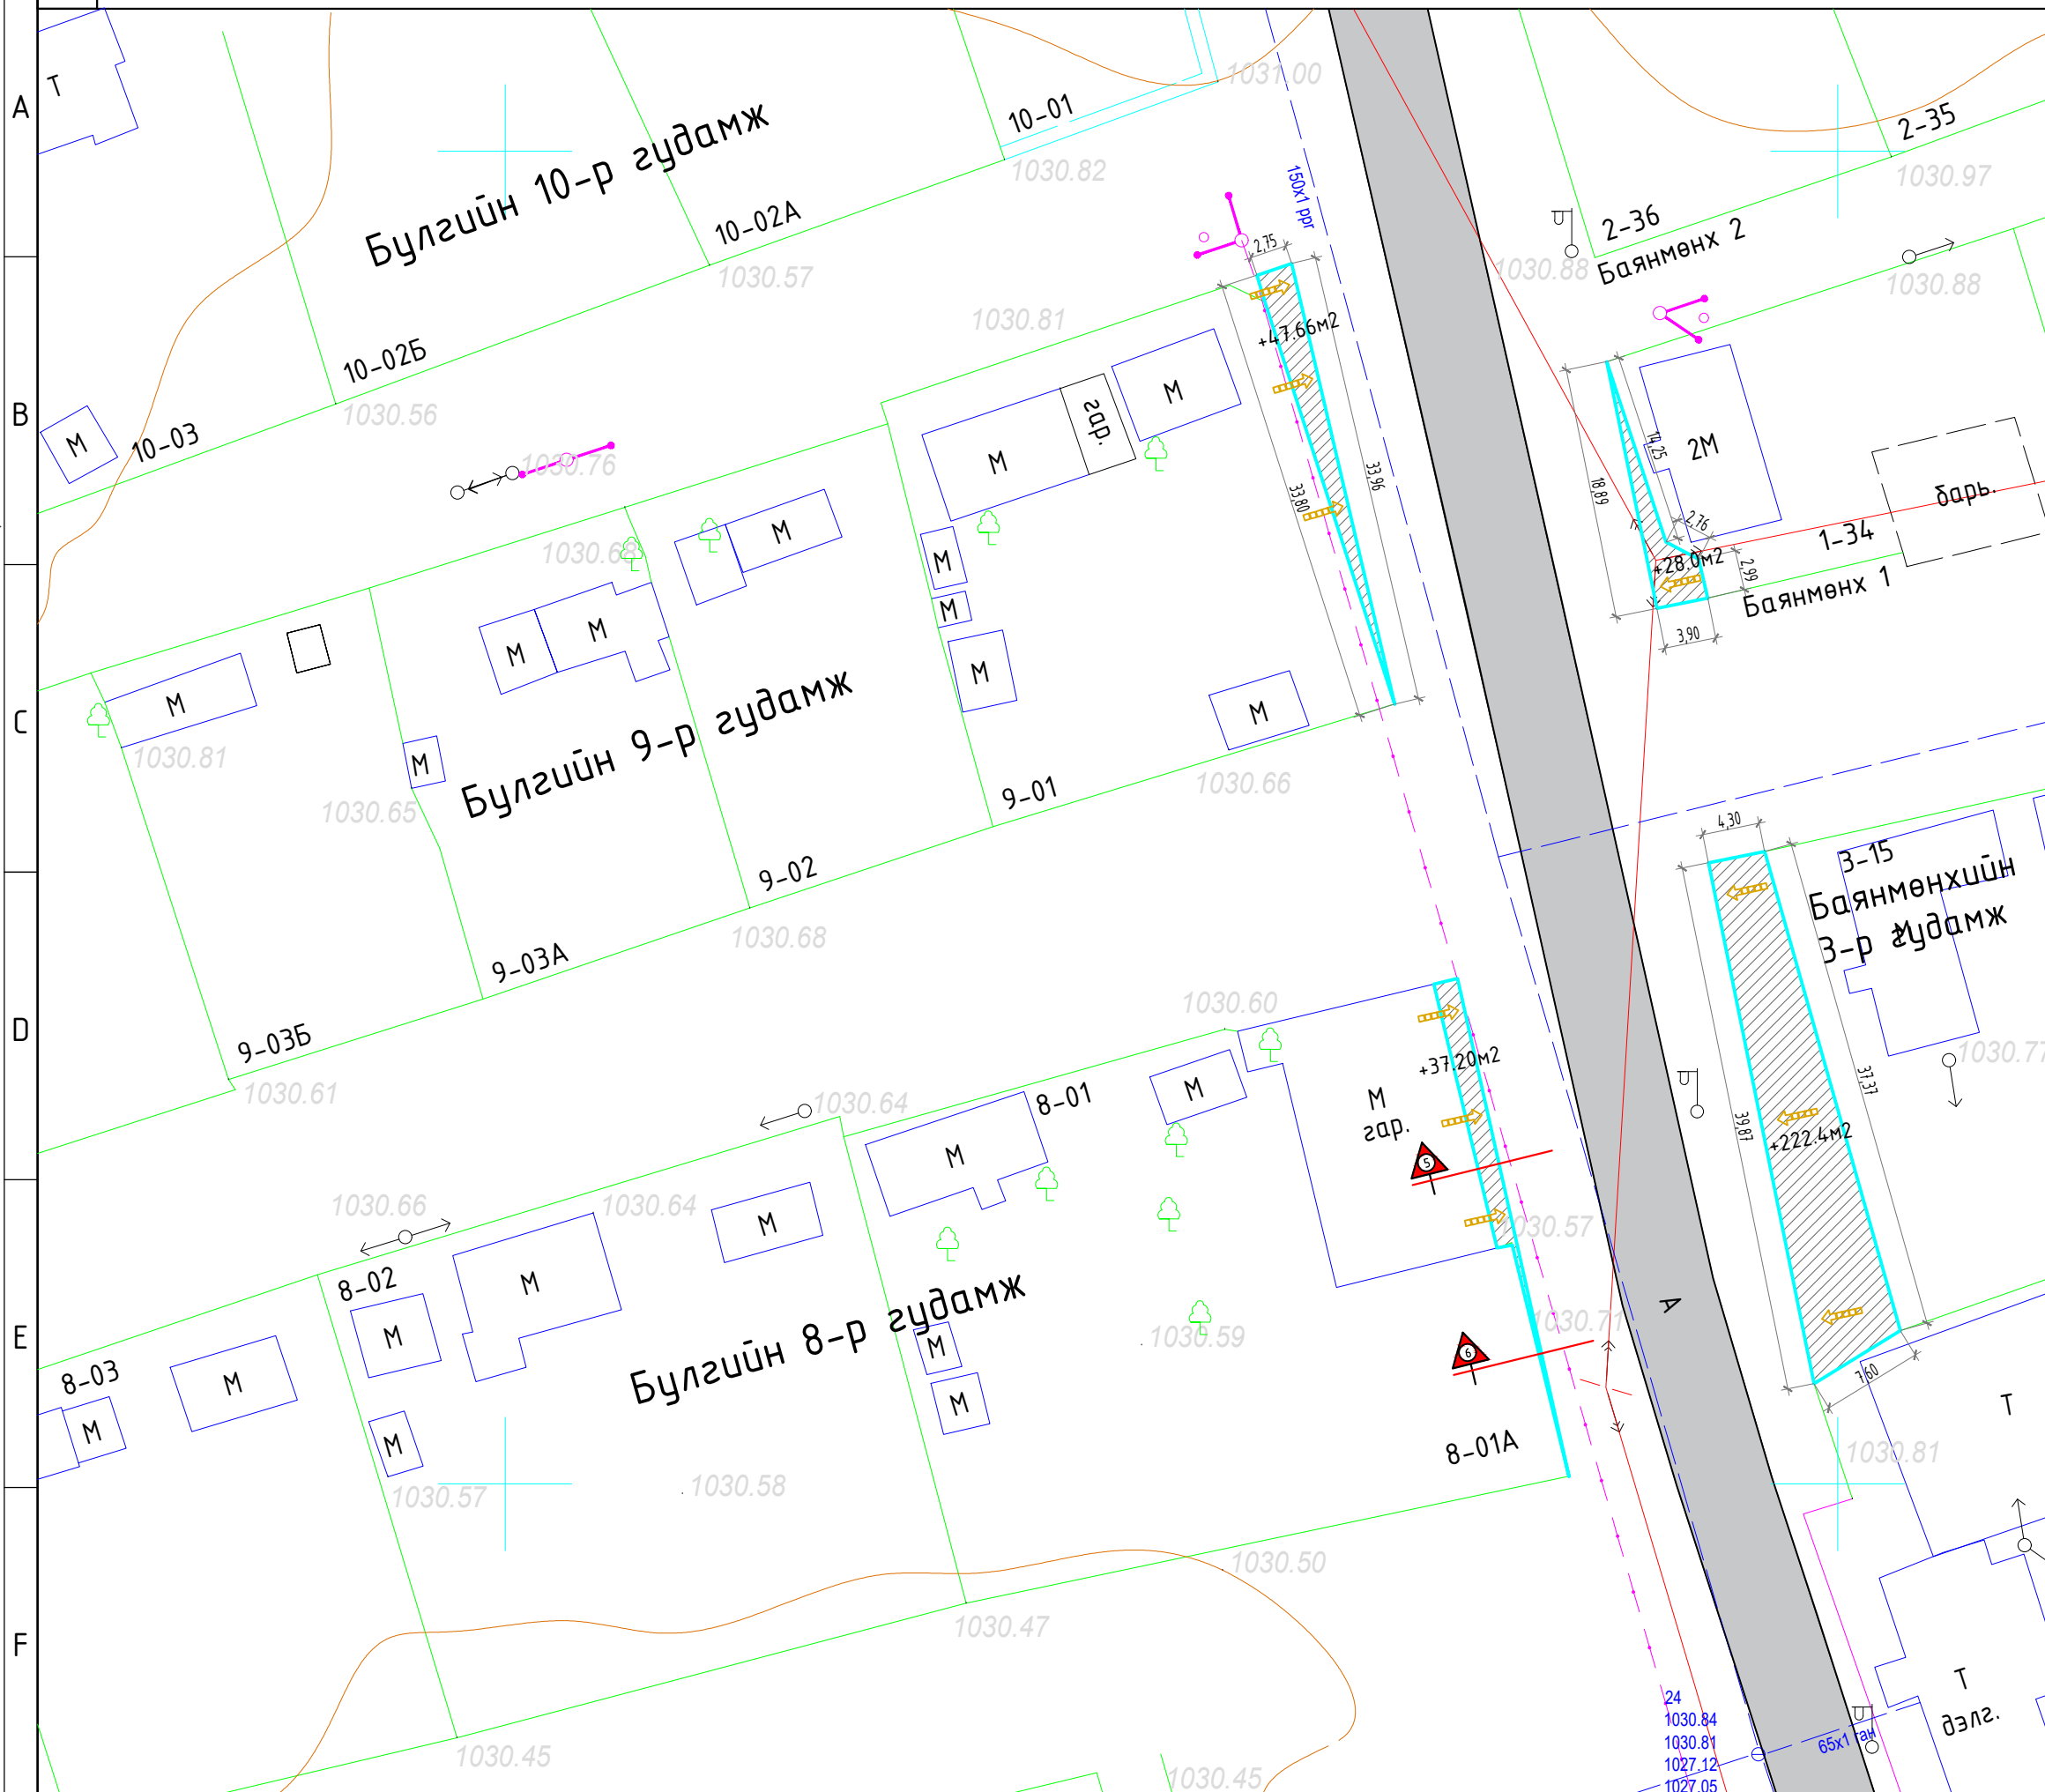 A
B
C
D
E
F
Т
Булгийн 10-р гудамж
10-01
1031.00
1030.82
10-02А
1030.57
10-02Б
1030.56
10-03
М
1030.76
150x1 ppr
2,75
+47.66м2
33,96
33,80
1030.81
М
гар.
М
2-35
1030.97
2-36
Баянмөнх 2
1030.88
1030.88
2М
14,25
18,89
2,76
+28.0м2
2,99
3,90
барь.
1-34
Баянмөнх 1
1030.68
М
М
М
М
М
М
М
М
М
1030.81
1030.65
Булгийн 9-р гудамж
9-01
1030.66
9-02
1030.68
9-03А
9-03Б
1030.61
4,30
3-15
Баянмөнхийн
3-р гудамж
М
37,37
39,87
+222.4м2
7,60
1030.77
1030.60
+37.20м2
М
гар.
5
6
1030.57
1030.71
А
8-01
М
М
1030.64
1030.66
1030.64
М
М
8-02
М
М
8-03
М
М
Булгийн 8-р гудамж
М
М
1030.59
8-01А
1030.57
1030.58
1030.50
1030.47
1030.45
1030.45
1030.81
Т
Т
дэлг.
65x1 ган
24
1030.84
1030.81
1027.12
1027.05